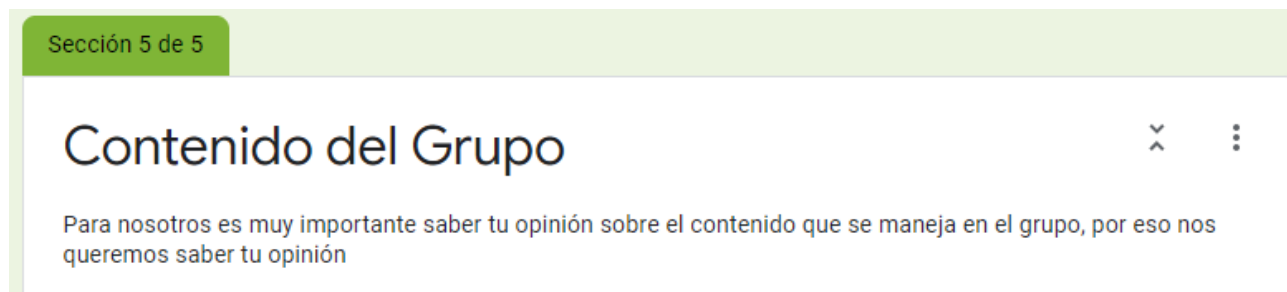 Sección 5 de 5
Contenido del Grupo
Para nosotros es muy importante saber tu opinión sobre el contenido que se maneja en el grupo, por eso nos
queremos saber tu opinión